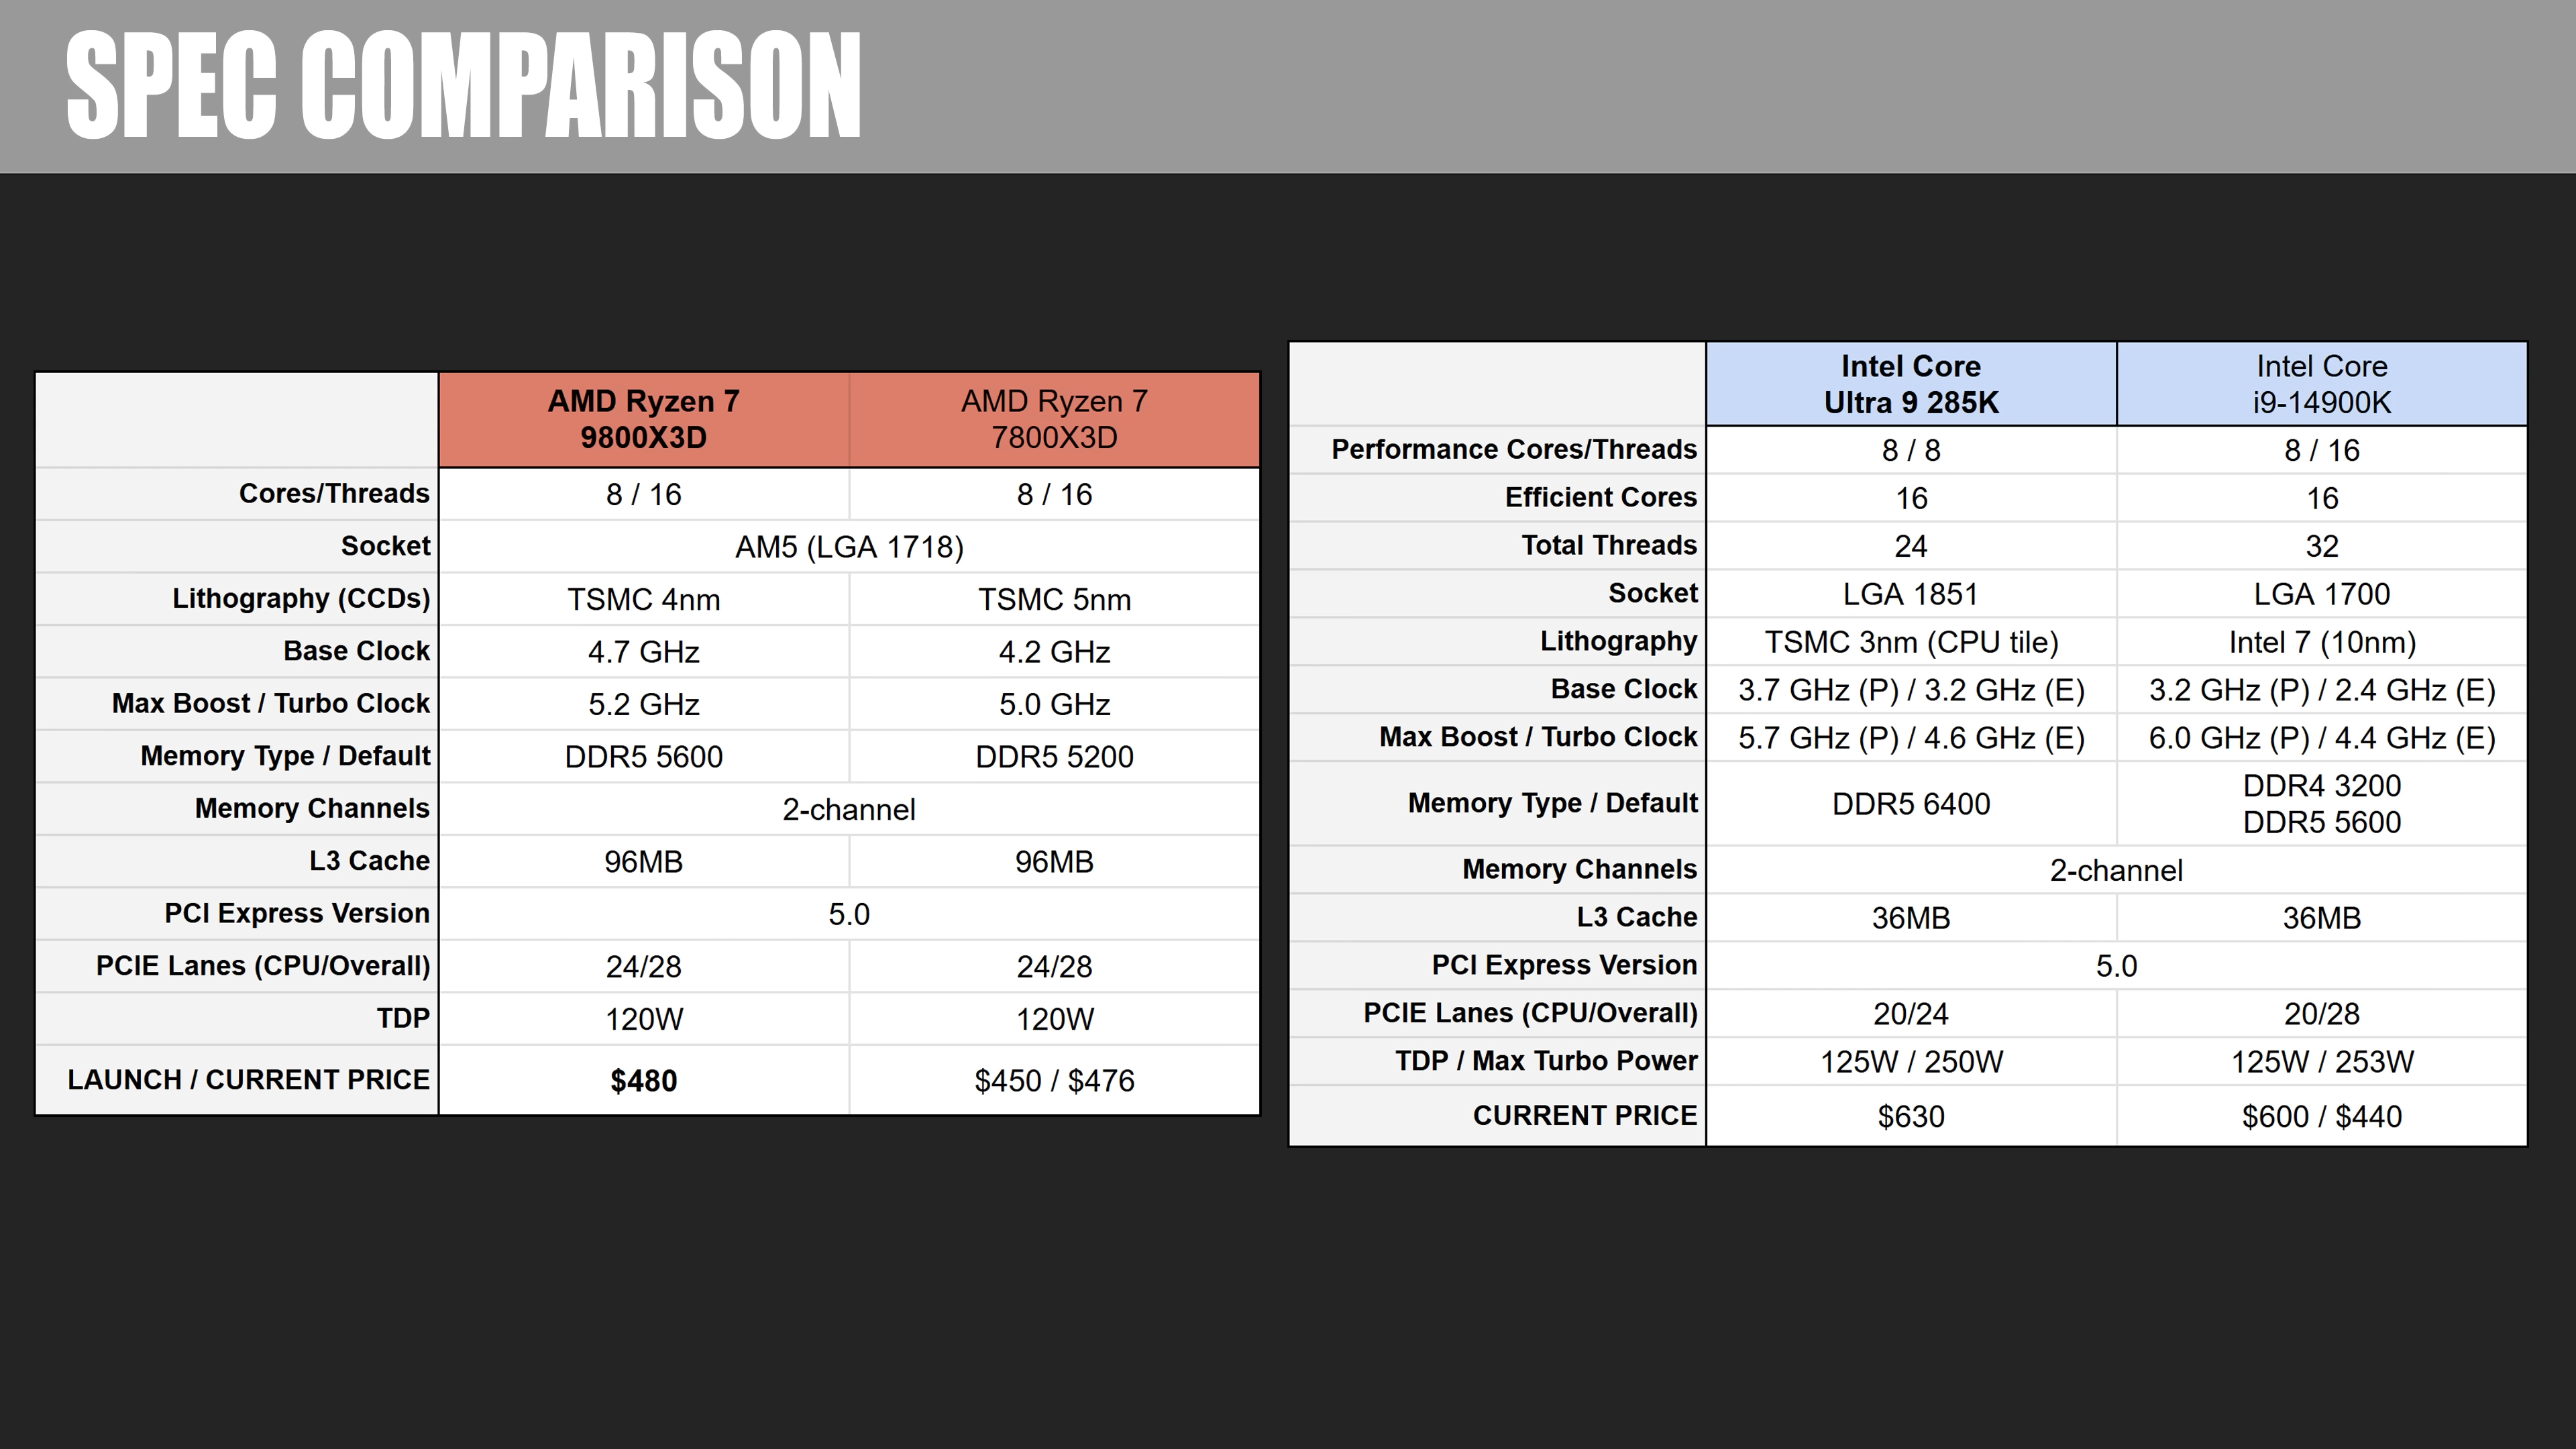 SPEC COMPARISON
AMD Ryzen 7
9800X3D
AMD Ryzen 7
7800X3D
Cores/Threads 8 / 16 8 / 16
Socket AM5 (LGA 1718)
Lithography (CCDs) TSMC 4nm TSMC 5nm
Base Clock 4.7 GHz 4.2 GHz
Max Boost / Turbo Clock 5.2 GHz 5.0 GHz
Memory Type / Default DDR5 5600 DDR5 5200
Memory Channels 2-channel
L3 Cache 96MB 96MB
PCI Express Version 5.0
PCIE Lanes (CPU/Overall) 24/28 24/28
TDP 120W 120W
LAUNCH / CURRENT PRICE $480 $450 / $476
Intel Core
Ultra 9 285K
Intel Core
i9-14900K
Performance Cores/Threads 8 / 8 8 / 16
Efficient Cores 16 16
Total Threads 24 32
Socket LGA 1851 LGA 1700
Lithography TSMC 3nm (CPU tile) Intel 7 (10nm)
Base Clock 3.7 GHz (P) / 3.2 GHz (E) 3.2 GHz (P) / 2.4 GHz (E)
Max Boost / Turbo Clock 5.7 GHz (P) / 4.6 GHz (E) 6.0 GHz (P) / 4.4 GHz (E)
Memory Type / Default DDR5 6400 DDR4 3200
DDR5 5600
Memory Channels 2-channel
L3 Cache 36MB 36MB
PCI Express Version 5.0
PCIE Lanes (CPU/Overall) 20/24 20/28
TDP / Max Turbo Power 125W / 250W 125W / 253W
CURRENT PRICE $630 $600 / $440